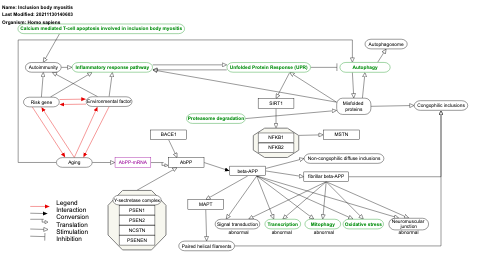 Name: Inclusion body myositis
Last Modified: 20211130140603
Organism: Homo sapiens
Calcium mediated T-cell apoptosis involved in inclusion body myositis
Autophagosome
Autoimmunity
Inflammatory response pathway
Unfolded Protein Response (UPR)
Autophagy
Risk gene
Environmental factor
SIRT1
Misfolded
proteins
Congophilic inclusions
Proteosome degradation
BACE1
NFKB1
NFKB2
MSTN
Aging
AbPP-mRNA
AbPP
Non-congophilic diffuse inclusions
beta-APP
fibrillar beta-APP
Y-secretase complex
PSEN1
PSEN2
NCSTN
PSENEN
MAPT
Signal transduction
abnormal
Transcription
abnormal
Mitophagy
abnormal
Oxidative stress
Neuromuscular
junction
abnormal
Paired helical filaments
Legend
Interaction
Conversion
Translation
Stimulation
Inhibition